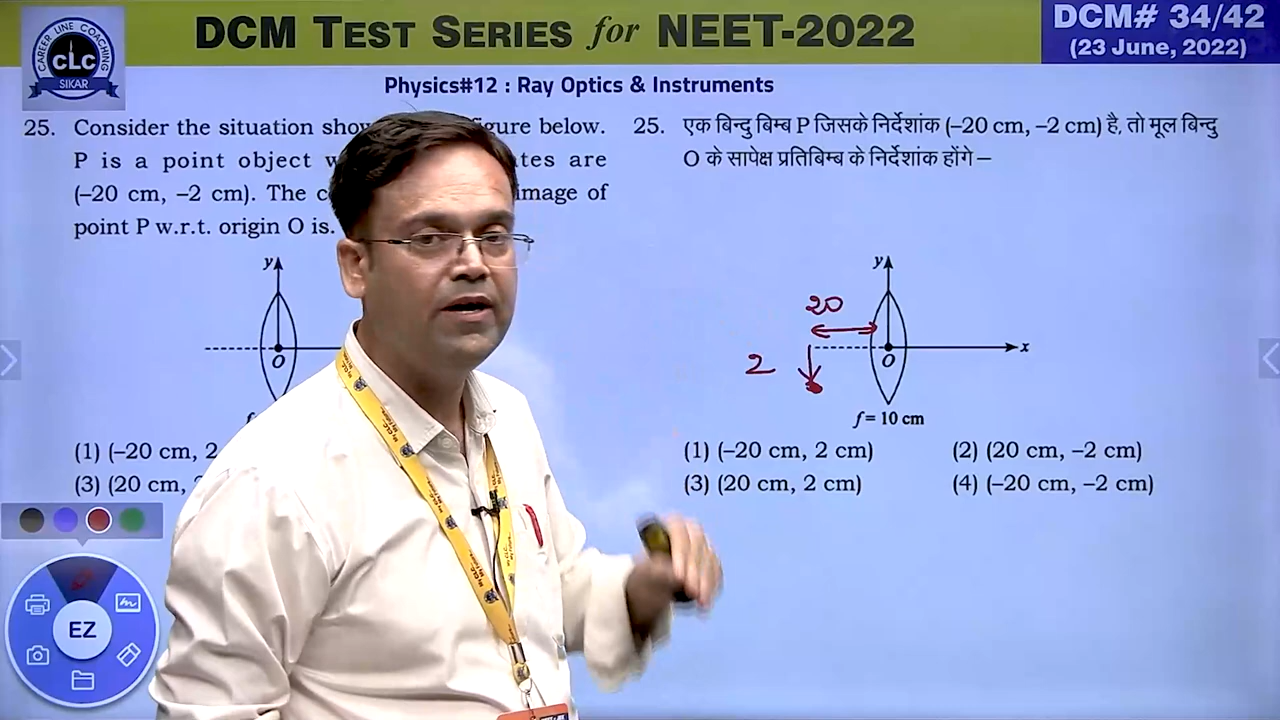 DCM TEST SERIES for NEET-2022
DCM# 34/42
(23 June, 2022)
CAREER LINE COACHING
CLC
SIKAR
Physics#12 : Ray Optics & Instruments
25. Consider the situation figure below.
P is a point object
(–20 cm, –2 cm). The image of
point P w.r.t. origin O is.
y
O
(1) (–20 cm, 2
(3) (20 cm,
25. एक बिन्दु बिम्ब P जिसके निर्देशांक (–20 cm, –2 cm) है, तो मूल बिन्दु
O के सापेक्ष प्रतिबिम्ब के निर्देशांक होंगे –
y
20
2
O
x
f = 10 cm
(1) (–20 cm, 2 cm) (2) (20 cm, –2 cm)
(3) (20 cm, 2 cm) (4) (–20 cm, –2 cm)
EZ